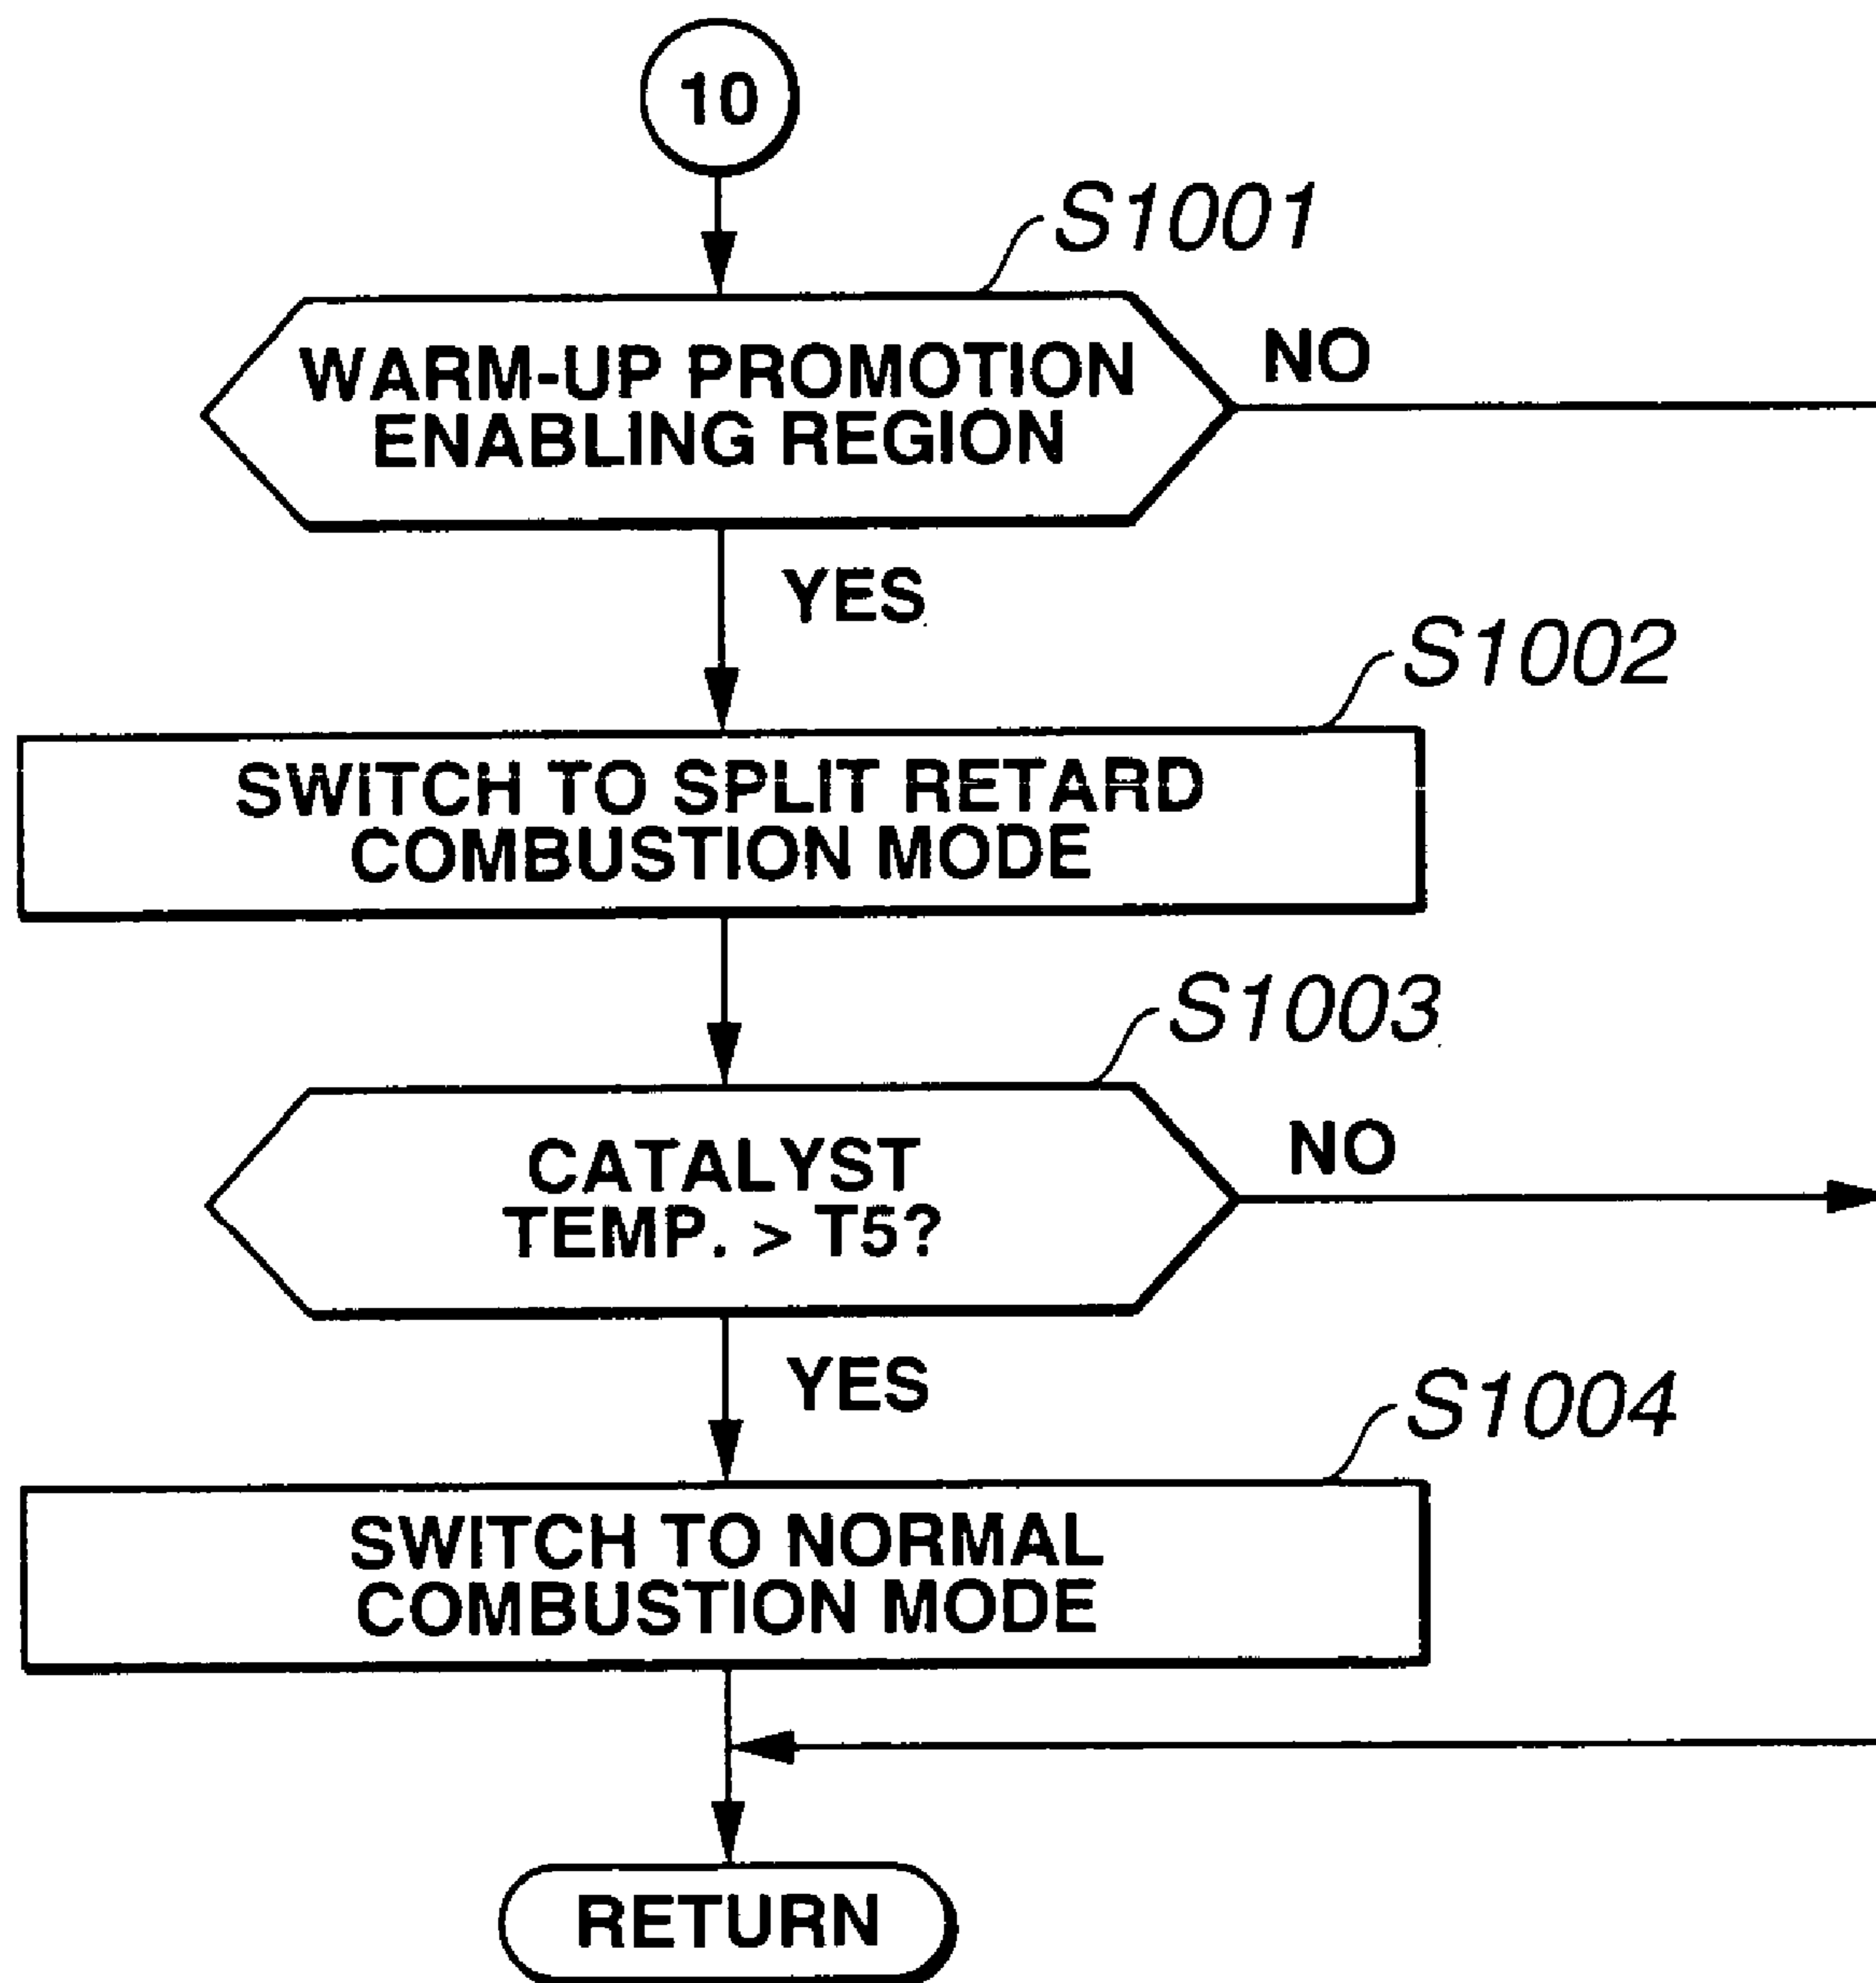 10
S1001
WARM-UP PROMOTION
ENABLING REGION
NO
YES
S1002
SWITCH TO SPLIT RETARD
COMBUSTION MODE
S1003
CATALYST
TEMP. > T5?
NO
YES
S1004
SWITCH TO NORMAL
COMBUSTION MODE
RETURN